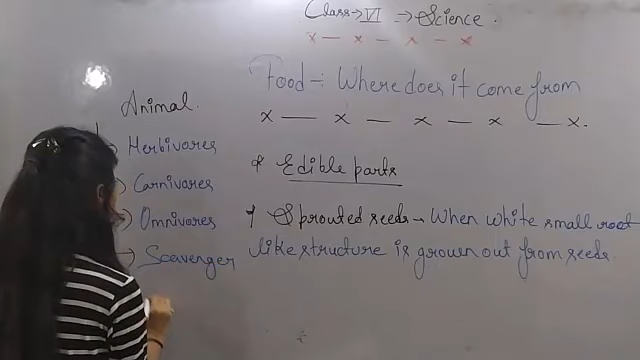 Class → VI → Science.
x — x — x — x
Food -: Where does it come from
x — x — x — x — x.
Animal.
Herbivores
Carnivores
Omnivores
Scavenger
* Edible parts
* Sprouted seeds → When white small root
like structure is grown out from seeds.